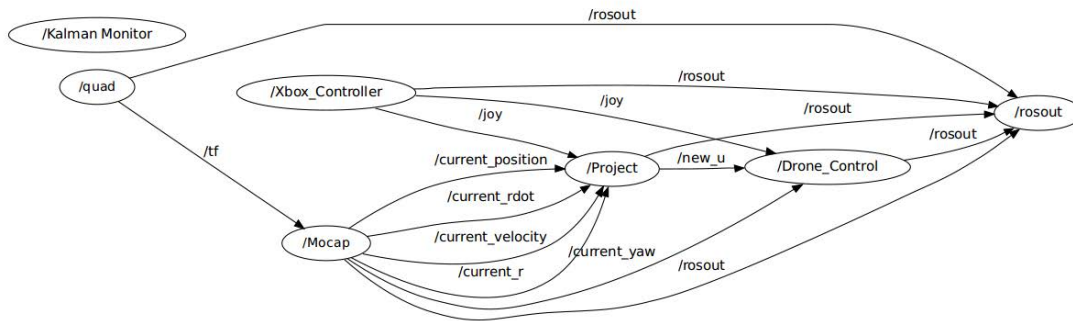 /rosout
/Kalman Monitor
/quad
/Xbox_Controller
/rosout
/joy
/joy
/rosout
/rosout
/rosout
/tf
/current_position
/Project
/new_u
/Drone_Control
/current_rdot
/Mocap
/current_velocity
/current_yaw
/current_r
/rosout